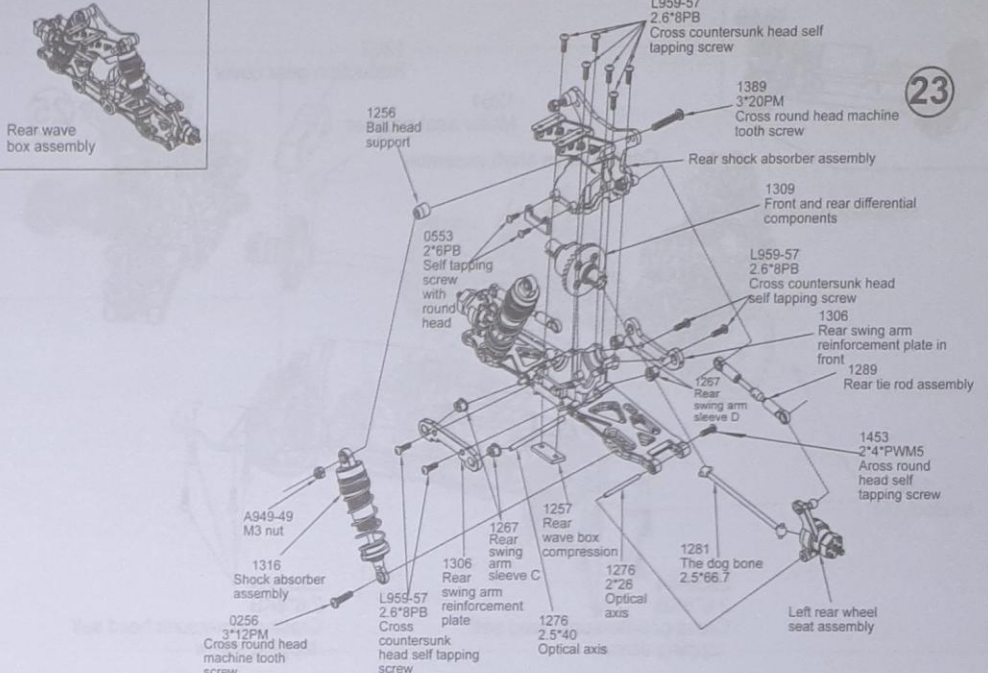 L959-57
2.6*8PB
Cross countersunk head self
tapping screw
23
1389
3*20PM
Cross round head machine
tooth screw
Rear wave
box assembly
1256
Ball head
support
Rear shock absorber assembly
1309
Front and rear differential
components
0553
2*6PB
Self tapping
screw
with
round
head
L959-57
2.6*8PB
Cross countersunk head
self tapping screw
1306
Rear swing arm
reinforcement plate in
front
1289
Rear tie rod assembly
1267
Rear
swing arm
sleeve D
1453
2*4*PWM5
Aross round
head self
tapping screw
A949-49
M3 nut
1316
Shock absorber
assembly
0256
3*12PM
Cross round head
machine tooth
screw
L959-57
2.6*8PB
Cross
countersunk
head self tapping
screw
1306
Rear
swing arm
reinforcement
plate
1267
Rear
swing
arm
sleeve C
1276
2.5*40
Optical axis
1257
Rear
wave box
compression
1276
2*26
Optical
axis
1281
The dog bone
2.5*66.7
Left rear wheel
seat assembly